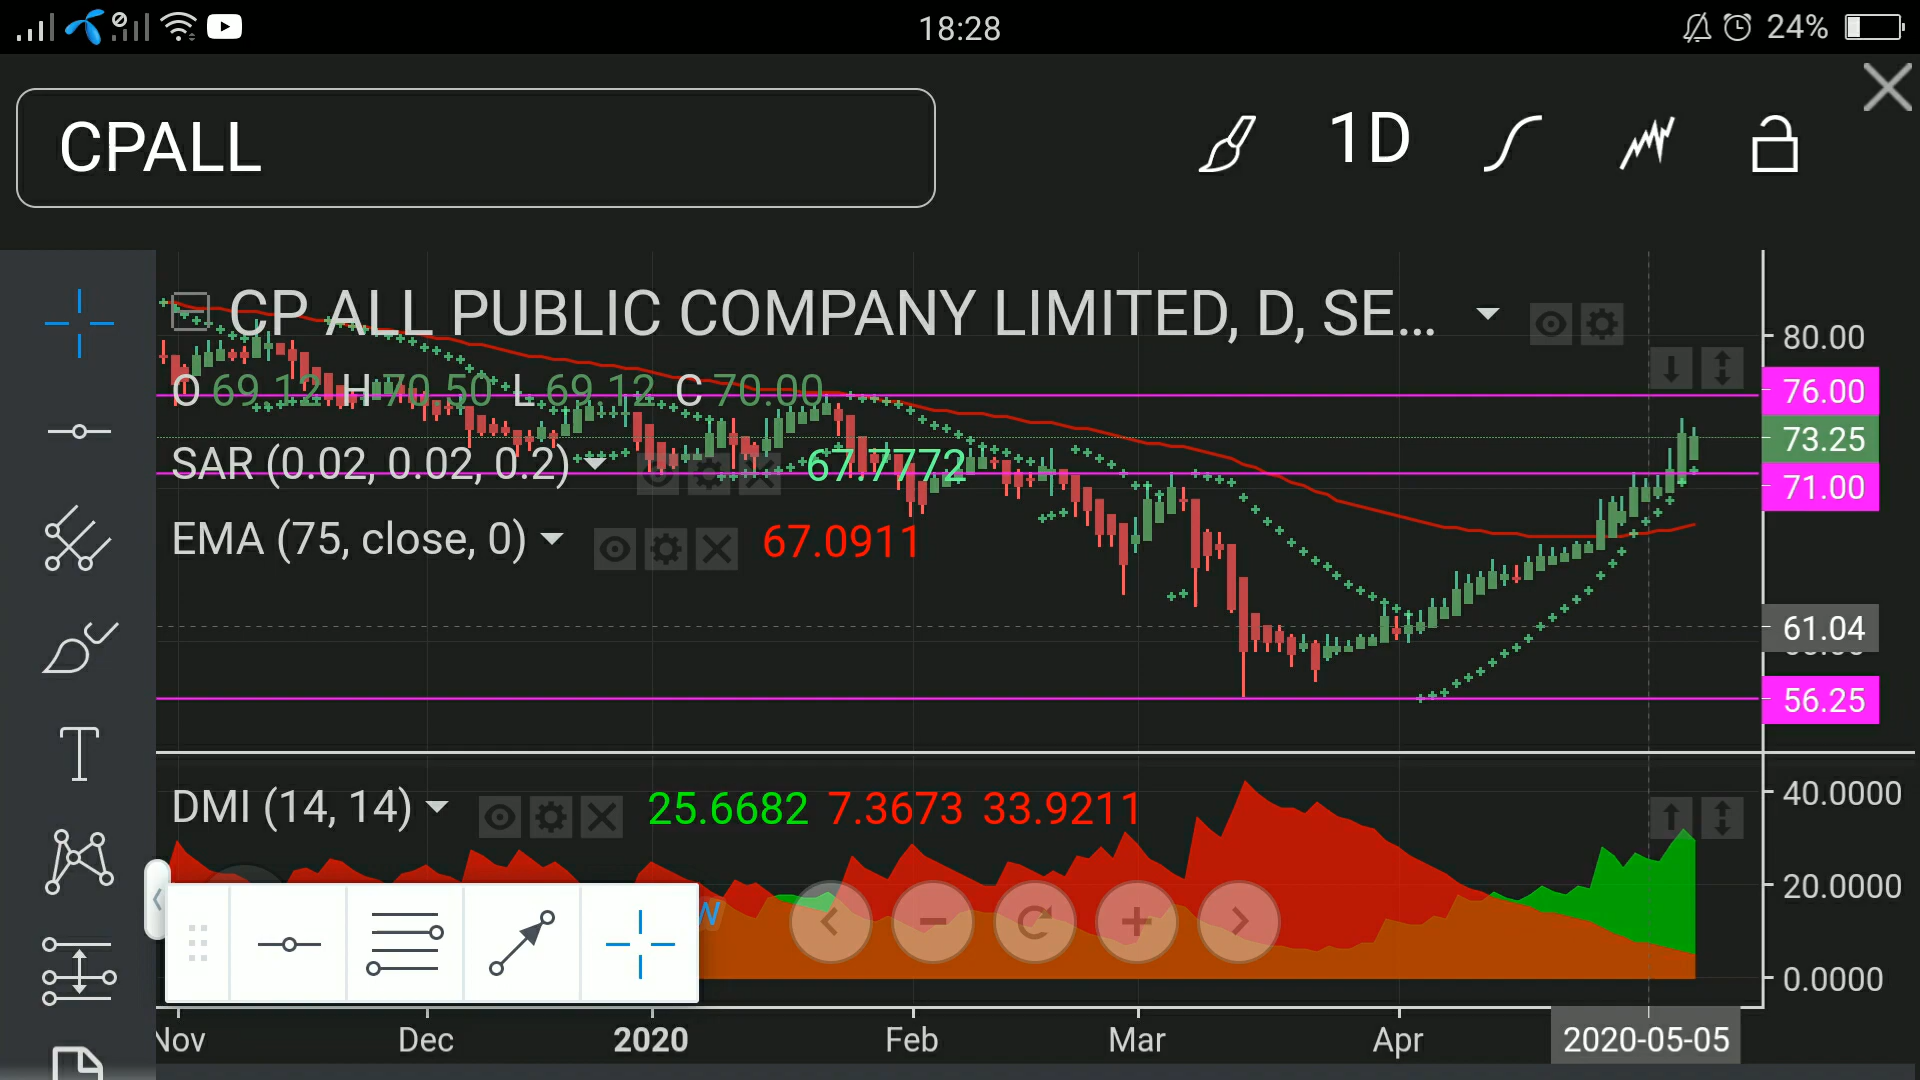 18:28
24%
CPALL
1D
CP ALL PUBLIC COMPANY LIMITED, D, SE...
O 69.12 H 70.50 L 69.12 C 70.00
SAR (0.02, 0.02, 0.2) 67.7772
EMA (75, close, 0) 67.0911
80.00
76.00
73.25
71.00
61.04
56.25
DMI (14, 14) 25.6682 7.3673 33.9211
40.0000
20.0000
0.0000
Nov Dec 2020 Feb Mar Apr 2020-05-05